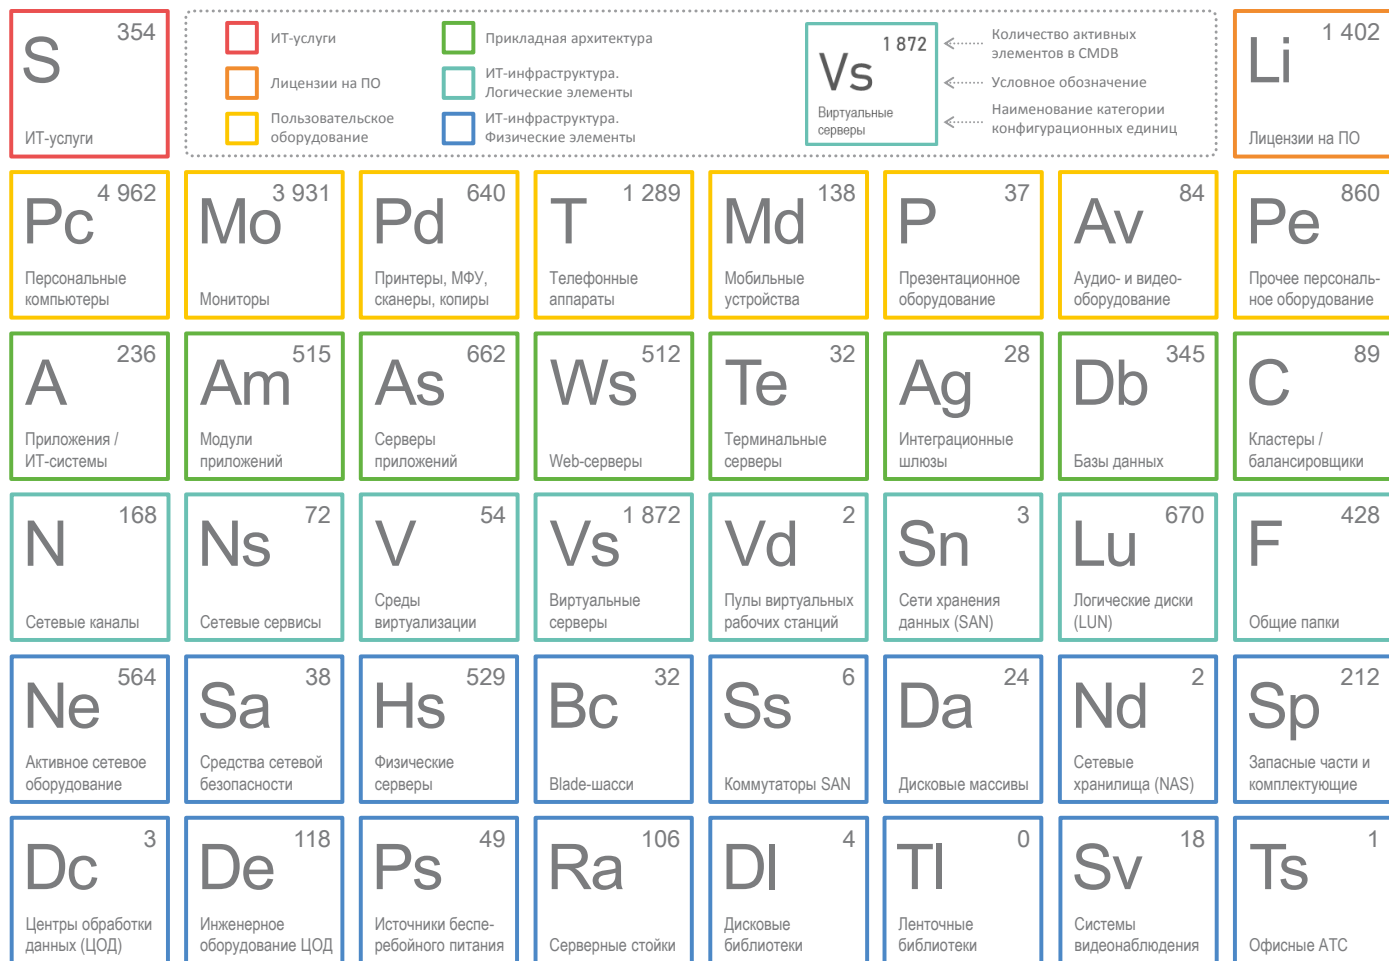 354
S
ИТ-услуги
ИТ-услуги
Лицензии на ПО
Пользовательское
оборудование
Прикладная архитектура
ИТ-инфраструктура.
Логические элементы
ИТ-инфраструктура.
Физические элементы
1 872
Vs
Виртуальные
серверы
Количество активных
элементов в CMDB
Условное обозначение
Наименование категории
конфигурационных единиц
1 402
Li
Лицензии на ПО
4 962
Pc
Персональные
компьютеры
3 931
Mo
Мониторы
640
Pd
Принтеры, МФУ,
сканеры, копиры
1 289
T
Телефонные
аппараты
138
Md
Мобильные
устройства
37
P
Презентационное
оборудование
84
Av
Аудио- и видео-
оборудование
860
Pe
Прочее персональ-
ное оборудование
236
A
Приложения /
ИТ-системы
515
Am
Модули
приложений
662
As
Серверы
приложений
512
Ws
Web-серверы
32
Te
Терминальные
серверы
28
Ag
Интеграционные
шлюзы
345
Db
Базы данных
89
C
Кластеры /
балансировщики
168
N
Сетевые каналы
72
Ns
Сетевые сервисы
54
V
Среды
виртуализации
1 872
Vs
Виртуальные
серверы
2
Vd
Пулы виртуальных
рабочих станций
3
Sn
Сети хранения
данных (SAN)
670
Lu
Логические диски
(LUN)
428
F
Общие папки
564
Ne
Активное сетевое
оборудование
38
Sa
Средства сетевой
безопасности
529
Hs
Физические
серверы
32
Bc
Blade-шасси
6
Ss
Коммутаторы SAN
24
Da
Дисковые массивы
2
Nd
Сетевые
хранилища (NAS)
212
Sp
Запасные части и
комплектующие
3
Dc
Центры обработки
данных (ЦОД)
118
De
Инженерное
оборудование ЦОД
49
Ps
Источники беспе-
ребойного питания
106
Ra
Серверные стойки
4
Dl
Дисковые
библиотеки
0
Tl
Ленточные
библиотеки
18
Sv
Системы
видеонаблюдения
1
Ts
Офисные АТС